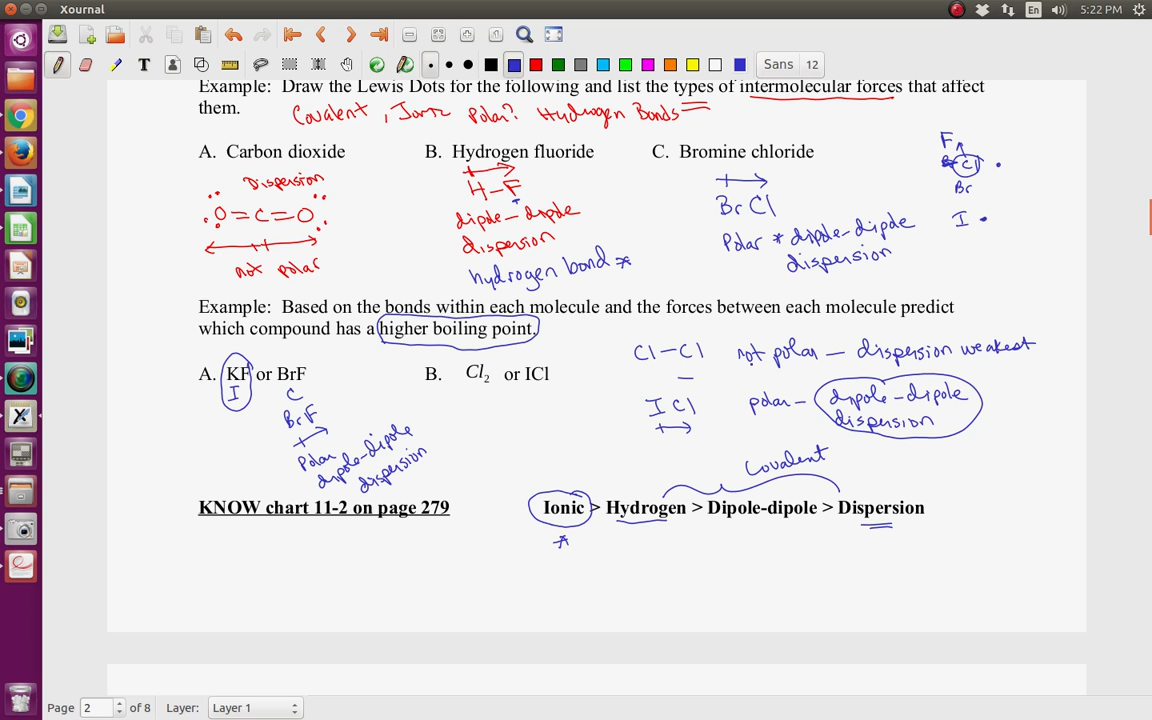 Xournal
En
5:22 PM
Sans 12
Example: Draw the Lewis Dots for the following and list the types of intermolecular forces that affect
them.
Covalent , Ionic Polar? Hydrogen Bonds
A. Carbon dioxide B. Hydrogen fluoride C. Bromine chloride
Dispersion
O=C=O
not polar
H-F
dipole-dipole
dispersion
hydrogen bond *
BrCl
Polar * dipole-dipole
dispersion
F
Cl
Br
I
Example: Based on the bonds within each molecule and the forces between each molecule predict
which compound has a higher boiling point.
A. KF or BrF B. Cl2 or ICl
I
C
BrF
Polar
dipole-dipole
dispersion
Cl-Cl not polar - dispersion weakest
ICl polar - dipole-dipole
dispersion
Covalent
KNOW chart 11-2 on page 279 Ionic > Hydrogen > Dipole-dipole > Dispersion
*
Page 2 of 8 Layer: Layer 1